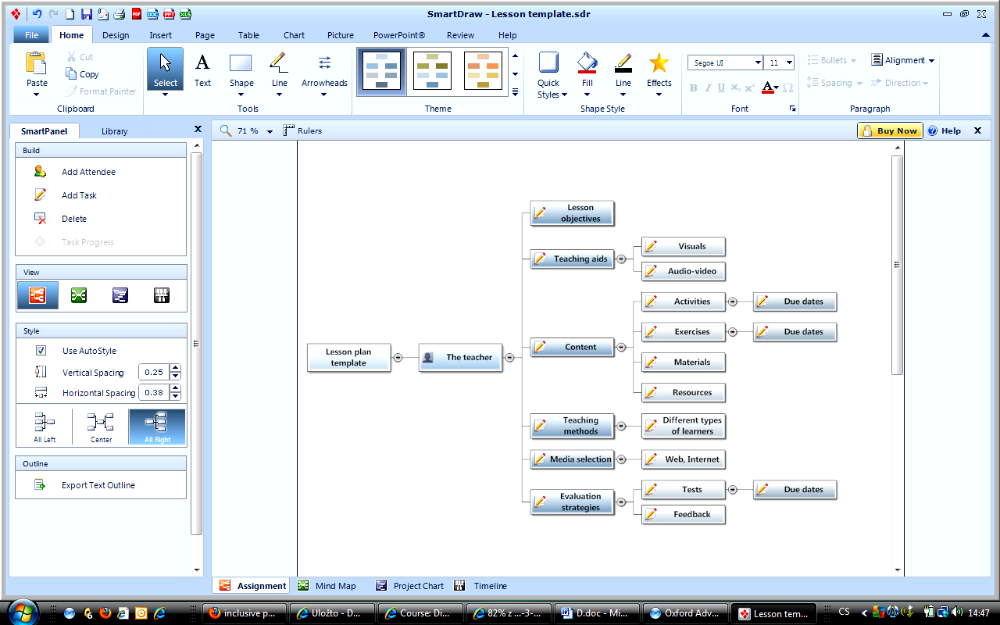 SmartDraw - Lesson template.sdr
PDF DOC PPT XLS
File Home Design Insert Page Table Chart Picture PowerPoint® Review Help
Paste Cut Copy Format Painter
Clipboard
Select Text Shape Line Arrowheads
Tools
Theme
Quick Styles Fill Line Effects
Shape Style
Segoe UI 11
B I U X₂ X² A Ω
Font
Bullets Alignment
Spacing Direction
Paragraph
SmartPanel Library
71 % Rulers
Buy Now Help
Build
Add Attendee
Add Task
Delete
Task Progress
View
Style
Use AutoStyle
Vertical Spacing 0.25
Horizontal Spacing 0.38
All Left Center All Right
Outline
Export Text Outline
Lesson plan
template
The teacher
Lesson
objectives
Teaching aids
Visuals
Audio-video
Content
Activities
Due dates
Exercises
Due dates
Materials
Resources
Teaching
methods
Different types
of learners
Media selection
Web, Internet
Evaluation
strategies
Tests
Due dates
Feedback
Assignment Mind Map Project Chart Timeline
inclusive p... Uložto - D... Course: Di... 82% z ...-3-... D.doc - Mi... Oxford Adv... Lesson tem... CS 14:47